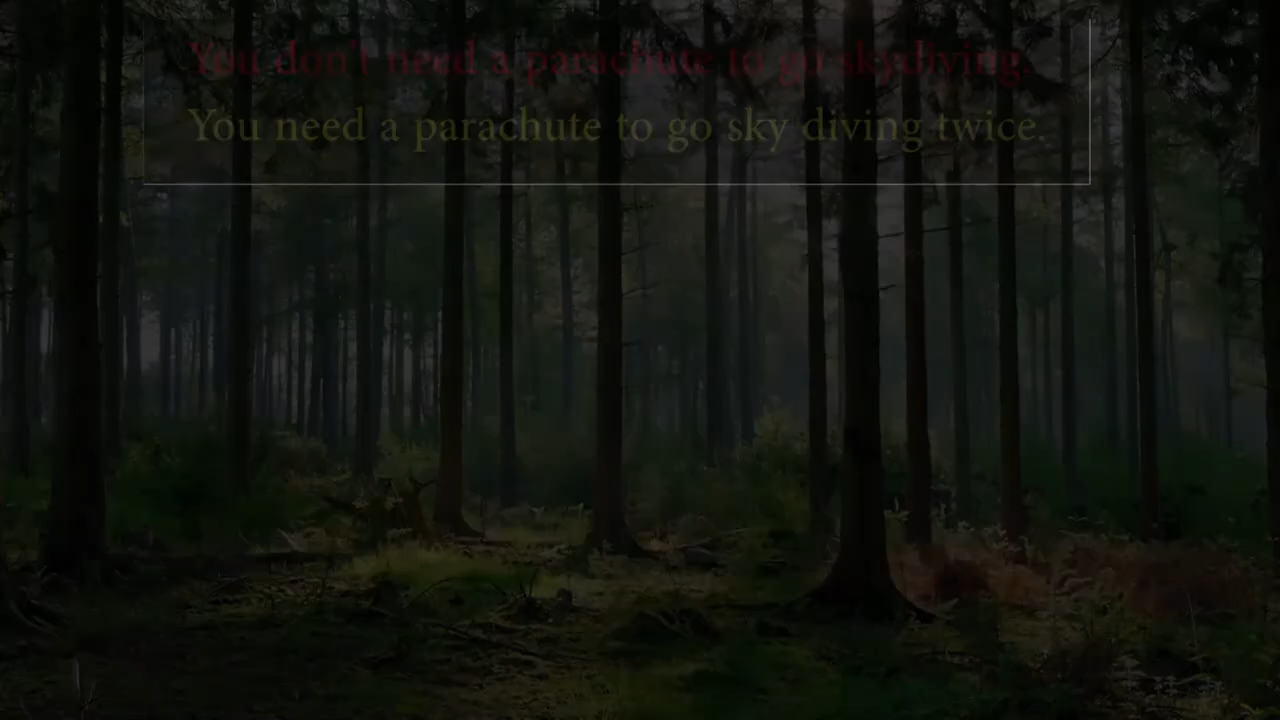 You don't need a parachute to go skydiving.
You need a parachute to go sky diving twice.